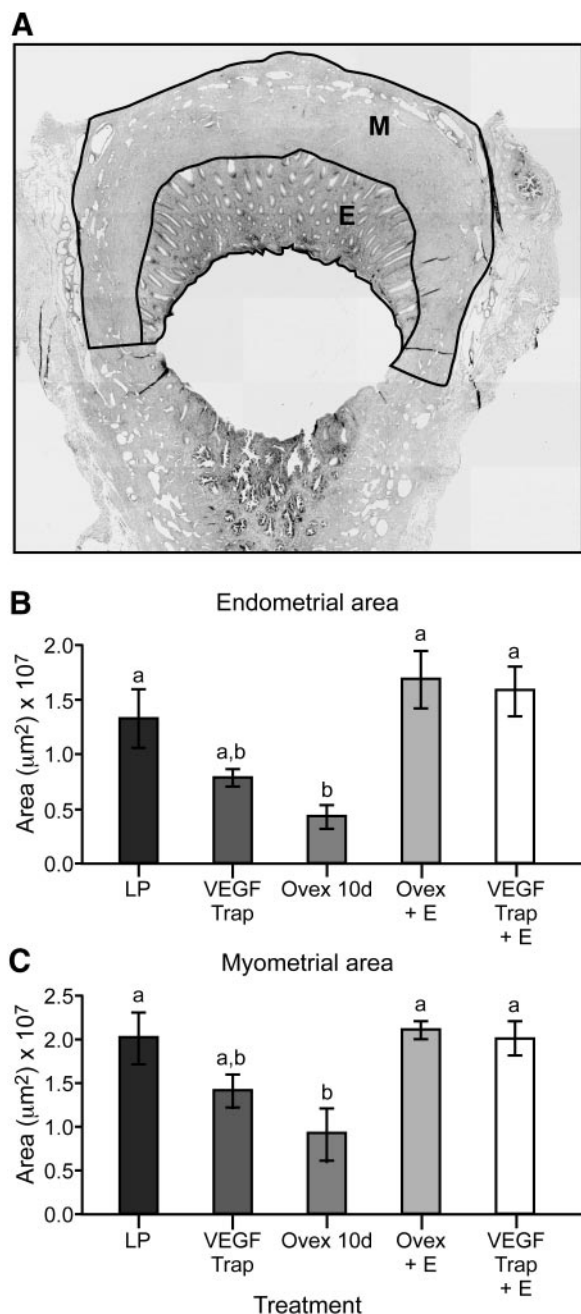 A
M
E
B
Endometrial area
Area (μm²) x 10⁷
2.0
1.5
1.0
0.5
0.0
a
a,b
b
a
a
LP
VEGF
Trap
Ovex 10d
Ovex
+ E
VEGF
Trap
+ E
C
Myometrial area
Area (μm²) x 10⁷
2.5
2.0
1.5
1.0
0.5
0.0
a
a,b
b
a
a
LP
VEGF
Trap
Ovex 10d
Ovex
+ E
VEGF
Trap
+ E
Treatment